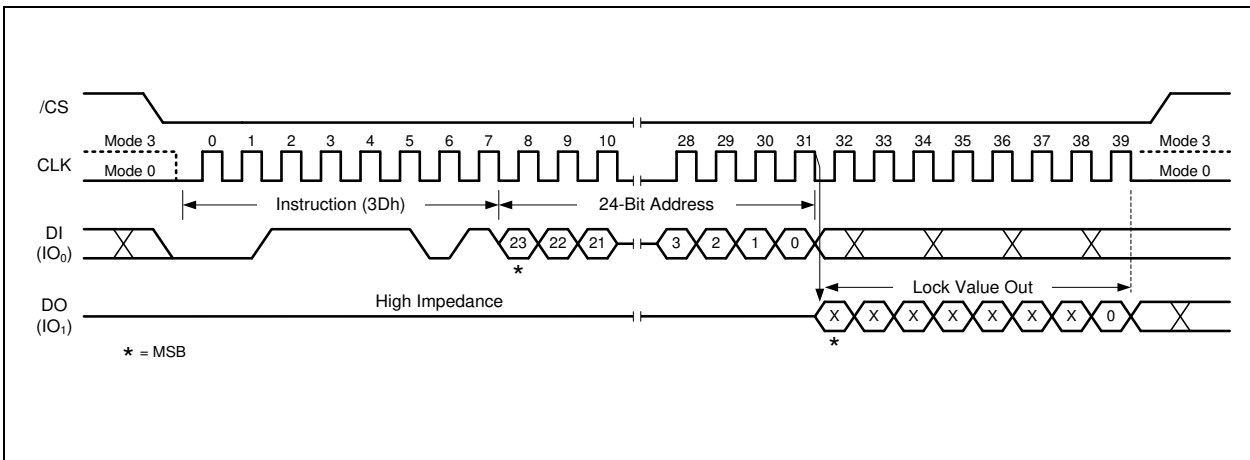 /CS
Mode 3 0 1 2 3 4 5 6 7 8 9 10 28 29 30 31 32 33 34 35 36 37 38 39 Mode 3
CLK Mode 0 Mode 0
Instruction (3Dh) 24-Bit Address
DI
(IO₀) 23 22 21 3 2 1 0
*
High Impedance Lock Value Out
DO
(IO₁) X X X X X X X 0
* = MSB *